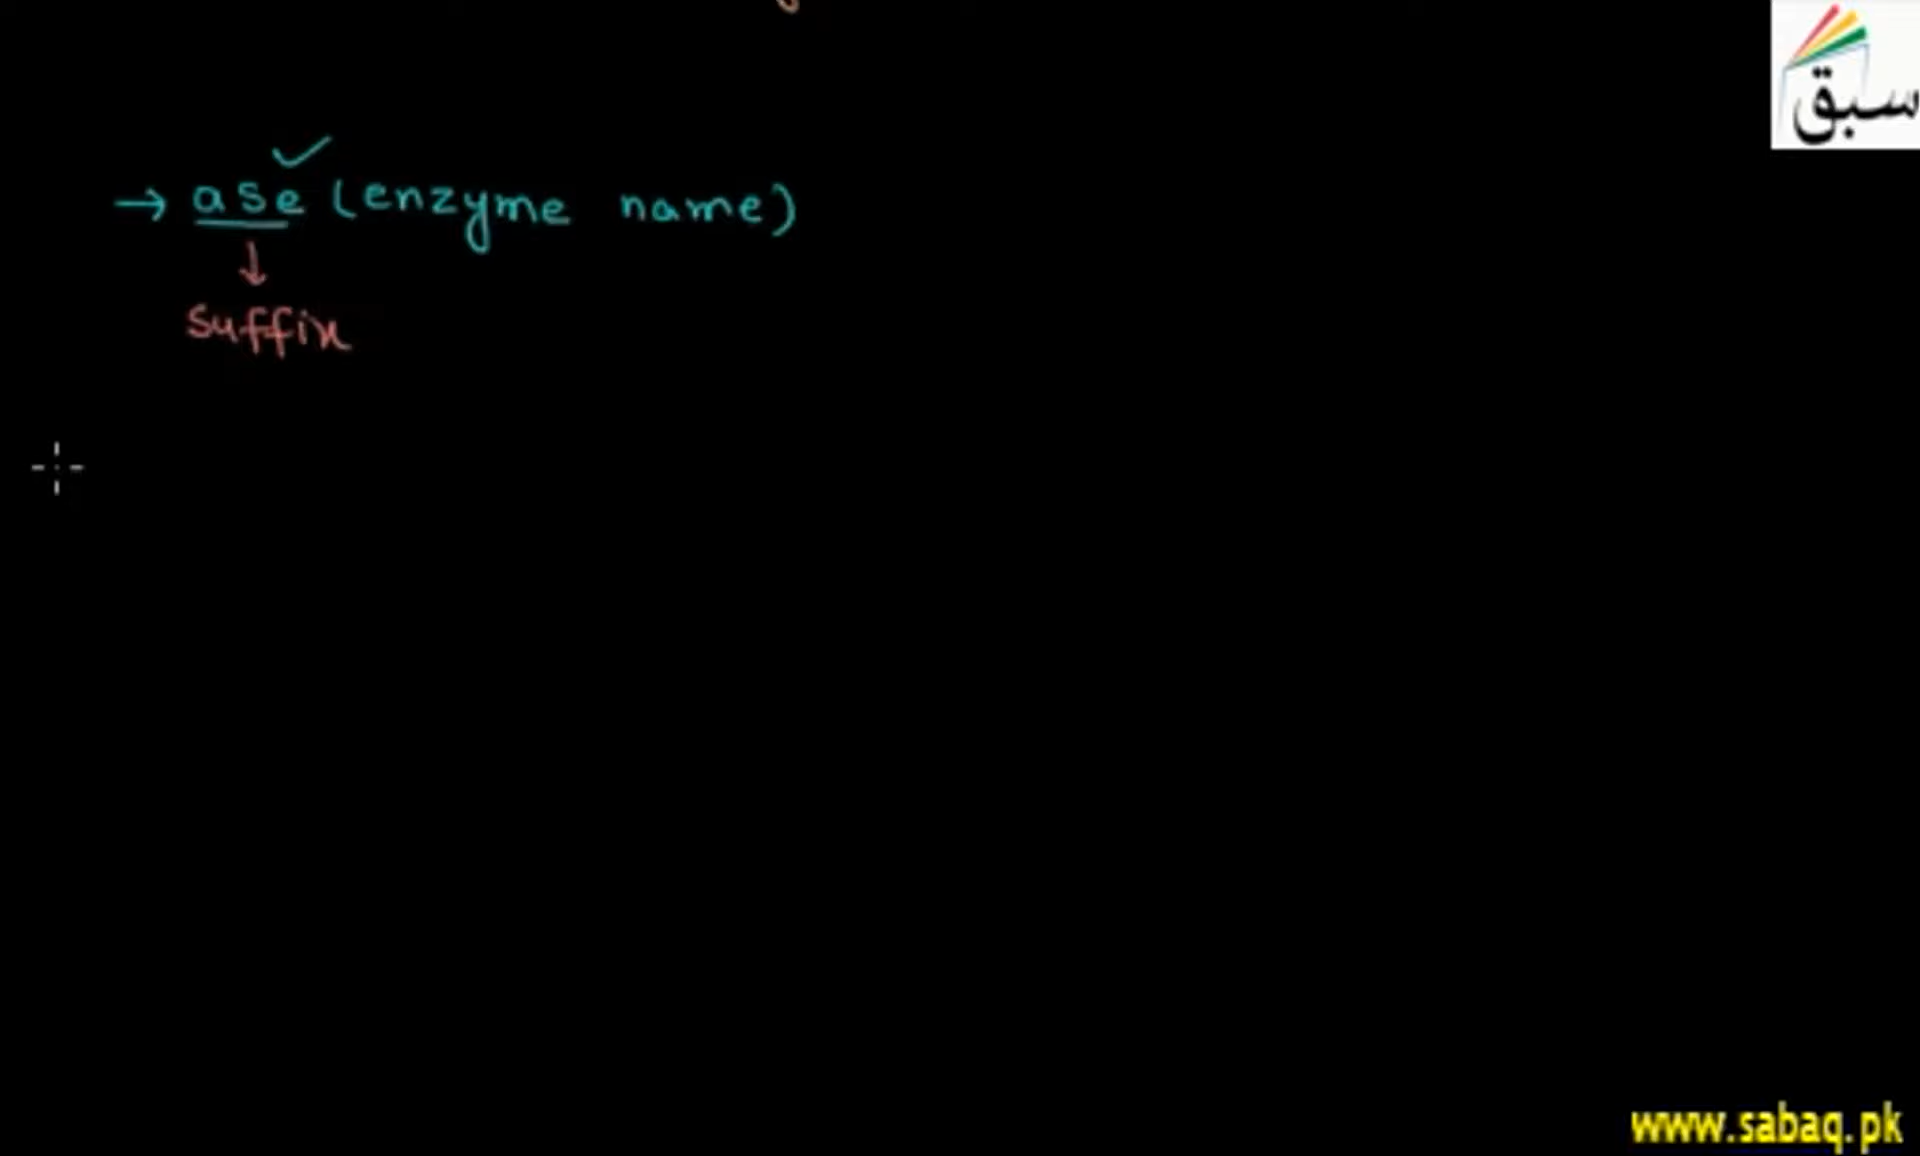 سبق
→ ase (enzyme name)
↓
suffix
www.sabaq.pk